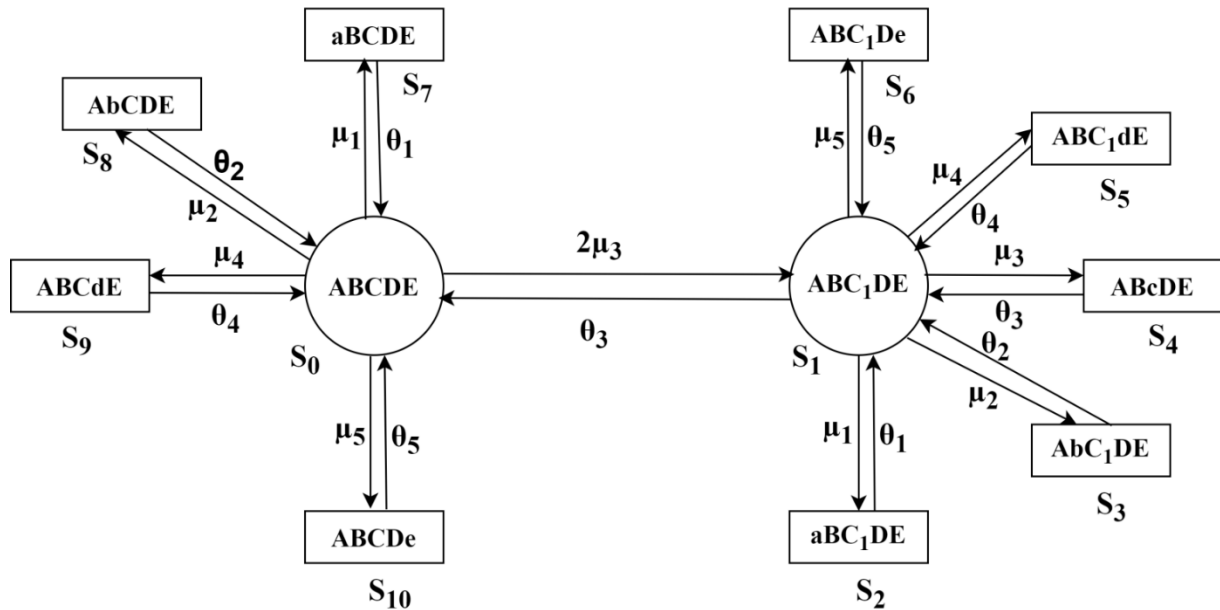 aBCDE
S₇
μ₁
θ₁
AbCDE
S₈
θ₂
μ₂
ABCdE
S₉
μ₄
θ₄
ABCDE
S₀
μ₅
θ₅
ABCDe
S₁₀
2μ₃
θ₃
ABC₁De
S₆
μ₅
θ₅
ABC₁dE
S₅
μ₄
θ₄
ABC₁DE
S₁
μ₃
θ₃
ABcDE
S₄
θ₂
μ₂
AbC₁DE
S₃
μ₁
θ₁
aBC₁DE
S₂